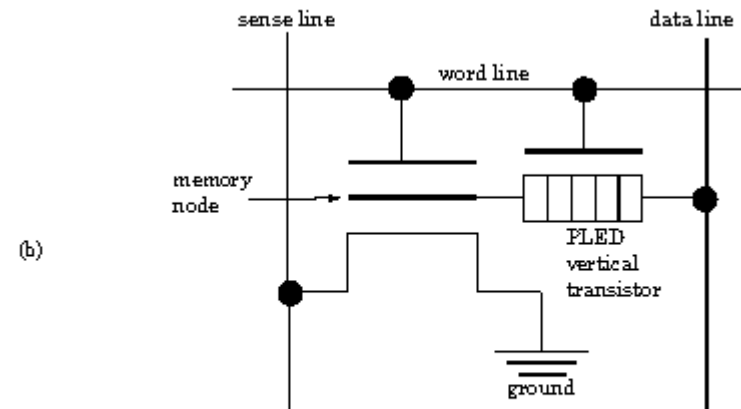 sense line
data line
word line
memory
node
PLED
vertical
transistor
(b)
ground